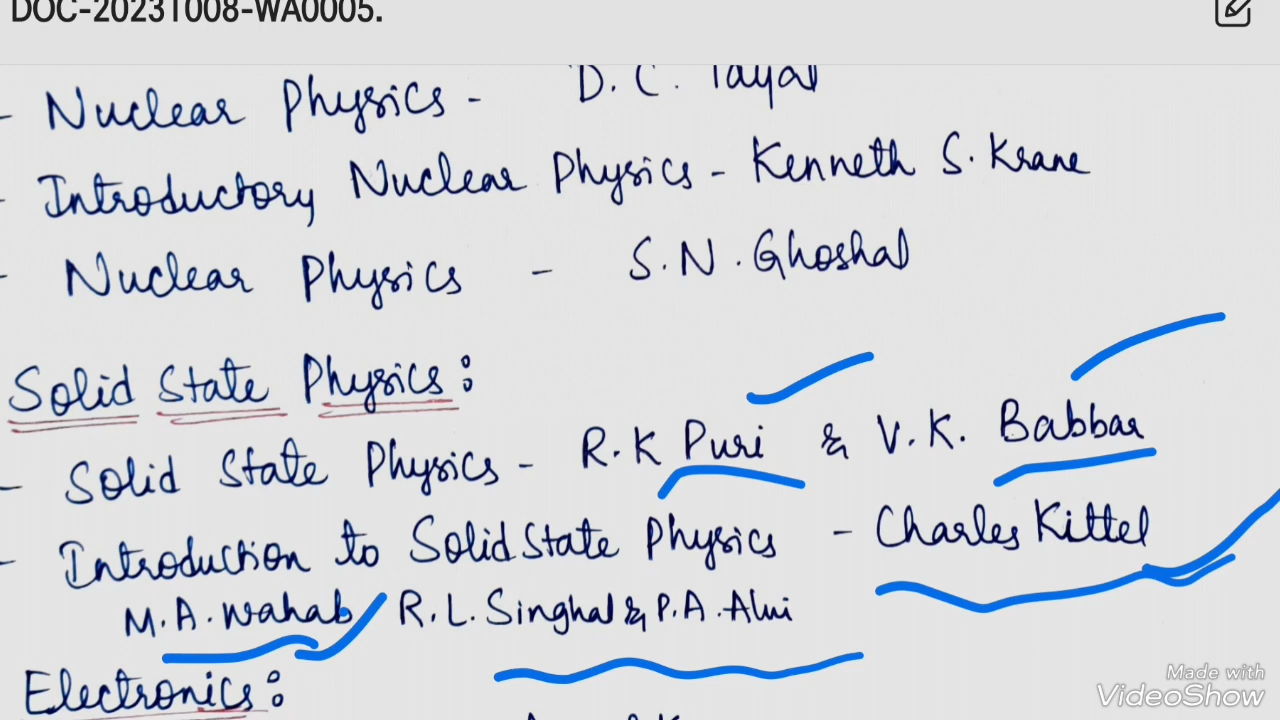 DOC-20231008-WA0005.
- Nuclear Physics - D. C. Tayal
- Introductory Nuclear Physics - Kenneth S. Krane
- Nuclear Physics - S.N. Ghoshal
Solid State Physics:
- Solid State Physics - R.K Puri & V.K. Babbar
- Introduction to Solid State Physics - Charles Kittel
M.A. Wahab R.L. Singhal & P.A. Alvi
Electronics:
Made with
VideoShow